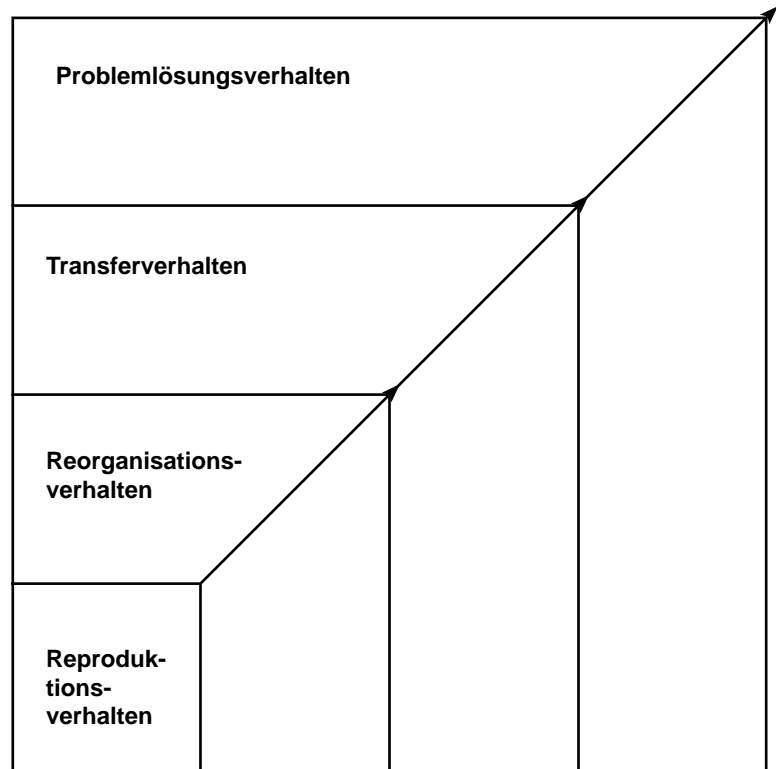 Problemlösungsverhalten
Transferverhalten
Reorganisations-
verhalten
Reproduk-
tions-
verhalten